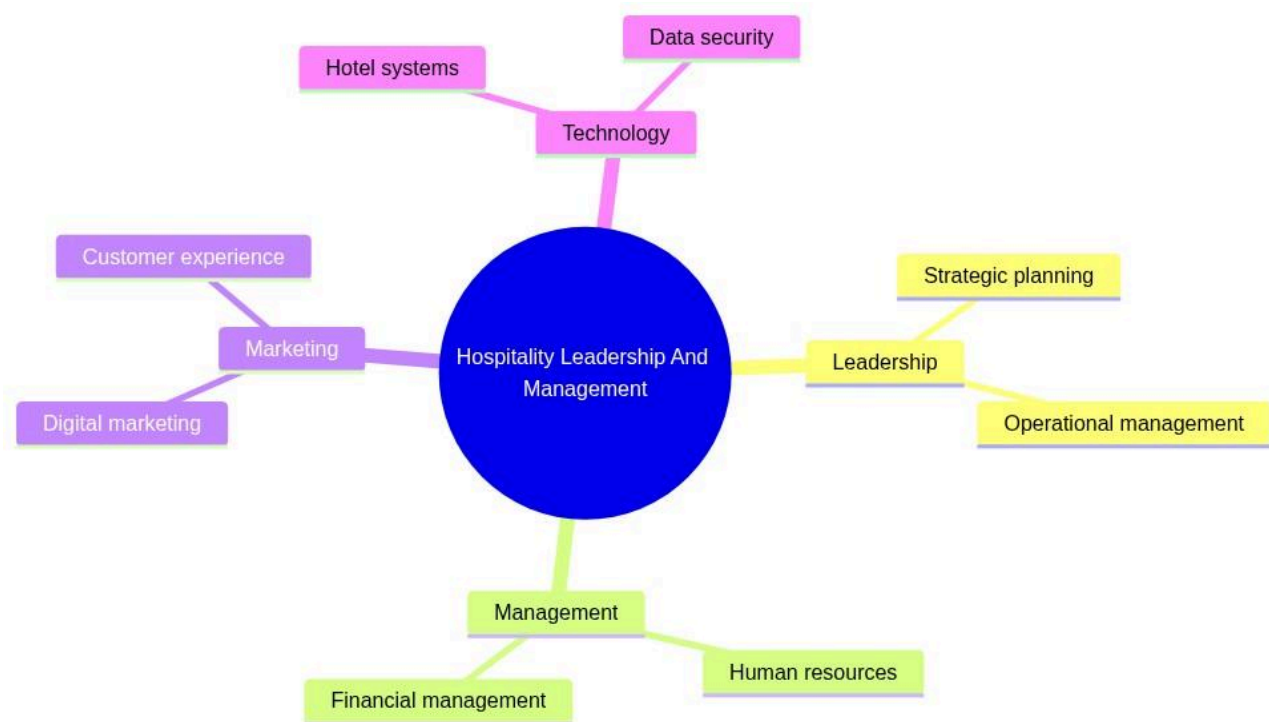 Data security
Hotel systems
Technology
Customer experience
Strategic planning
Marketing
Hospitality Leadership And
Management
Leadership
Digital marketing
Operational management
Management
Human resources
Financial management